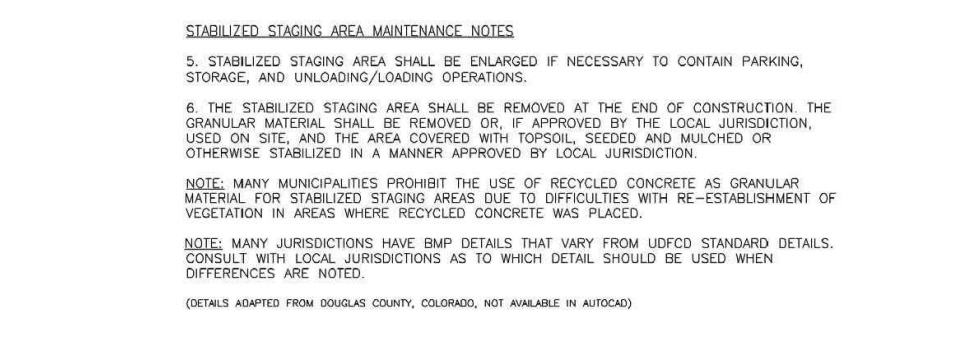 STABILIZED STAGING AREA MAINTENANCE NOTES
5. STABILIZED STAGING AREA SHALL BE ENLARGED IF NECESSARY TO CONTAIN PARKING,
STORAGE, AND UNLOADING/LOADING OPERATIONS.
6. THE STABILIZED STAGING AREA SHALL BE REMOVED AT THE END OF CONSTRUCTION. THE
GRANULAR MATERIAL SHALL BE REMOVED OR, IF APPROVED BY THE LOCAL JURISDICTION,
USED ON SITE, AND THE AREA COVERED WITH TOPSOIL, SEEDED AND MULCHED OR
OTHERWISE STABILIZED IN A MANNER APPROVED BY LOCAL JURISDICTION.
NOTE: MANY MUNICIPALITIES PROHIBIT THE USE OF RECYCLED CONCRETE AS GRANULAR
MATERIAL FOR STABILIZED STAGING AREAS DUE TO DIFFICULTIES WITH RE-ESTABLISHMENT OF
VEGETATION IN AREAS WHERE RECYCLED CONCRETE WAS PLACED.
NOTE: MANY JURISDICTIONS HAVE BMP DETAILS THAT VARY FROM UDFCD STANDARD DETAILS.
CONSULT WITH LOCAL JURISDICTIONS AS TO WHICH DETAIL SHOULD BE USED WHEN
DIFFERENCES ARE NOTED.
(DETAILS ADAPTED FROM DOUGLAS COUNTY, COLORADO, NOT AVAILABLE IN AUTOCAD)